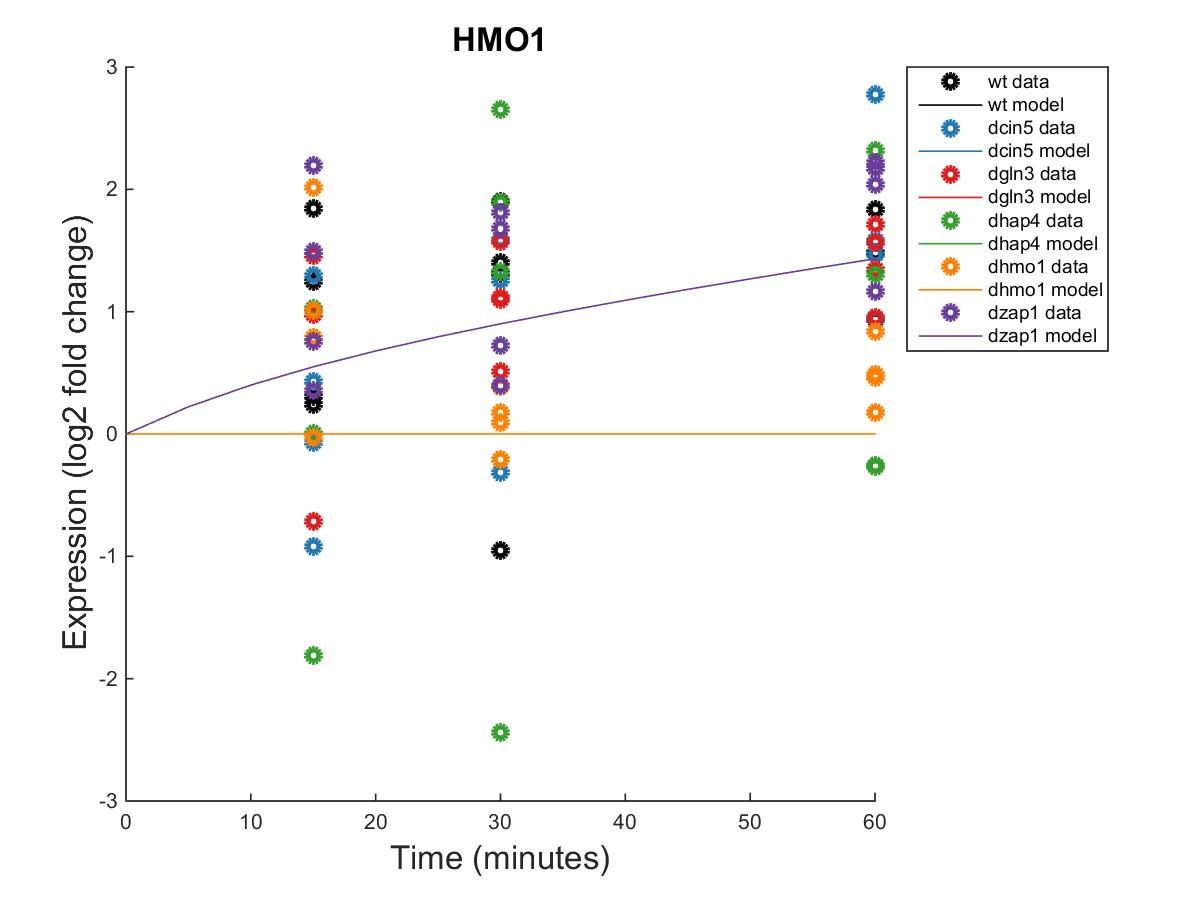 HMO1
Expression (log2 fold change)
3
2
1
0
-1
-2
-3
0 10 20 30 40 50 60
Time (minutes)
wt data
wt model
dcin5 data
dcin5 model
dgln3 data
dgln3 model
dhap4 data
dhap4 model
dhmo1 data
dhmo1 model
dzap1 data
dzap1 model